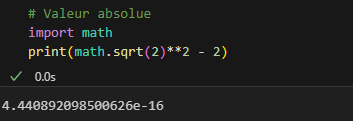 # Valeur absolue
import math
print(math.sqrt(2)**2 - 2)
0.0s
4.440892098500626e-16